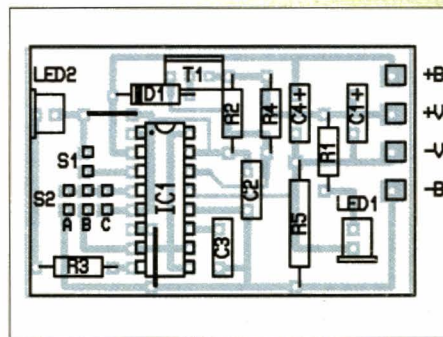 LED2
D1
T1
R2
R4
C4+
C1+
+B
+V
-V
-B
S1
S2
A B C
IC1
C2
C3
R1
R5
LED1
R3